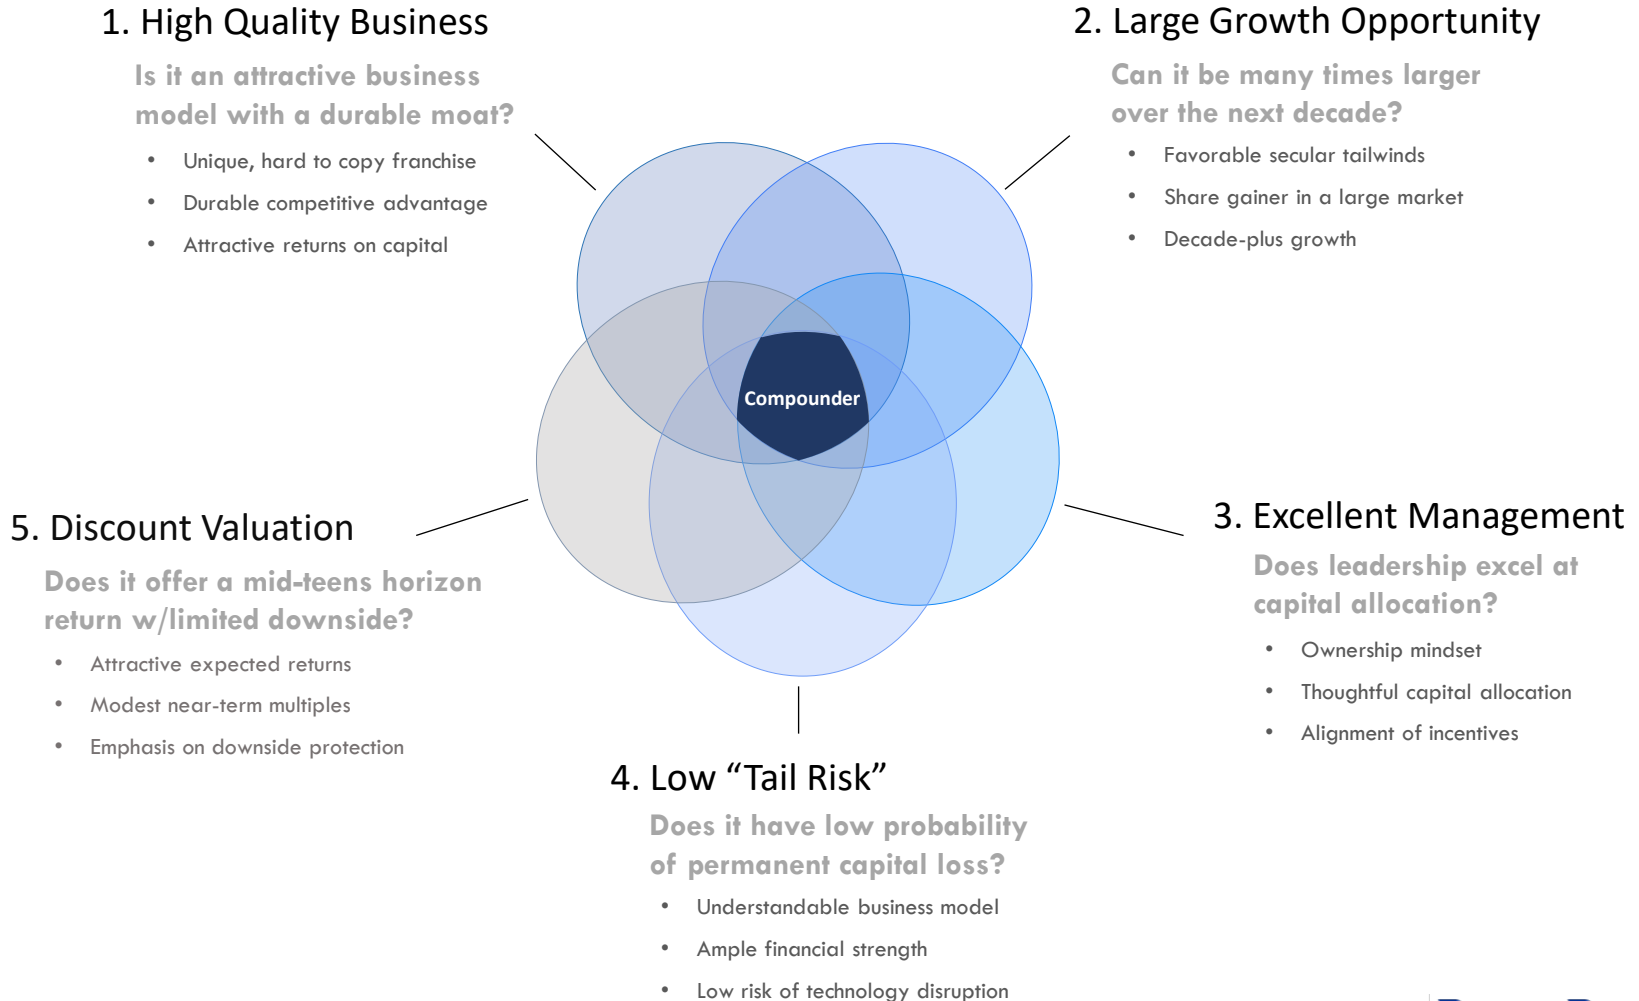 1. High Quality Business
Is it an attractive business
model with a durable moat?
• Unique, hard to copy franchise
• Durable competitive advantage
• Attractive returns on capital
2. Large Growth Opportunity
Can it be many times larger
over the next decade?
• Favorable secular tailwinds
• Share gainer in a large market
• Decade-plus growth
Compounder
3. Excellent Management
Does leadership excel at
capital allocation?
• Ownership mindset
• Thoughtful capital allocation
• Alignment of incentives
4. Low “Tail Risk”
Does it have low probability
of permanent capital loss?
• Understandable business model
• Ample financial strength
• Low risk of technology disruption
5. Discount Valuation
Does it offer a mid-teens horizon
return w/limited downside?
• Attractive expected returns
• Modest near-term multiples
• Emphasis on downside protection